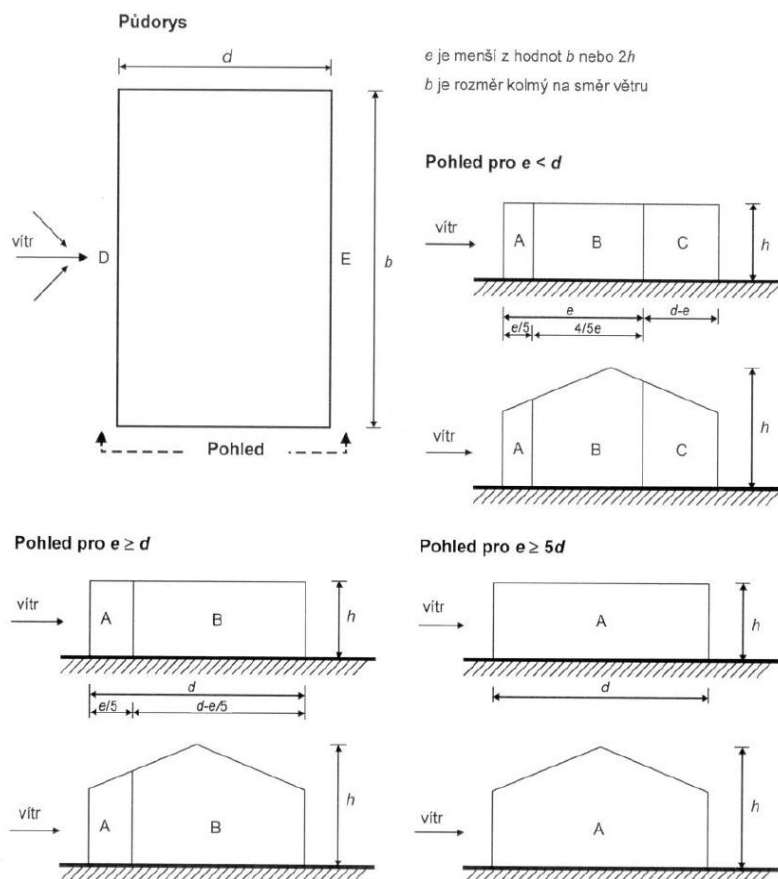 Půdorys
d
e je menší z hodnot b nebo 2h
b je rozměr kolmý na směr větru
vítr
D
E
b
Pohled
Pohled pro e < d
vítr
A
B
C
h
e
d-e
e/5
4/5e
vítr
A
B
C
h
Pohled pro e ≥ d
vítr
A
B
h
d
e/5
d-e/5
vítr
A
B
h
Pohled pro e ≥ 5d
vítr
A
h
d
vítr
A
h